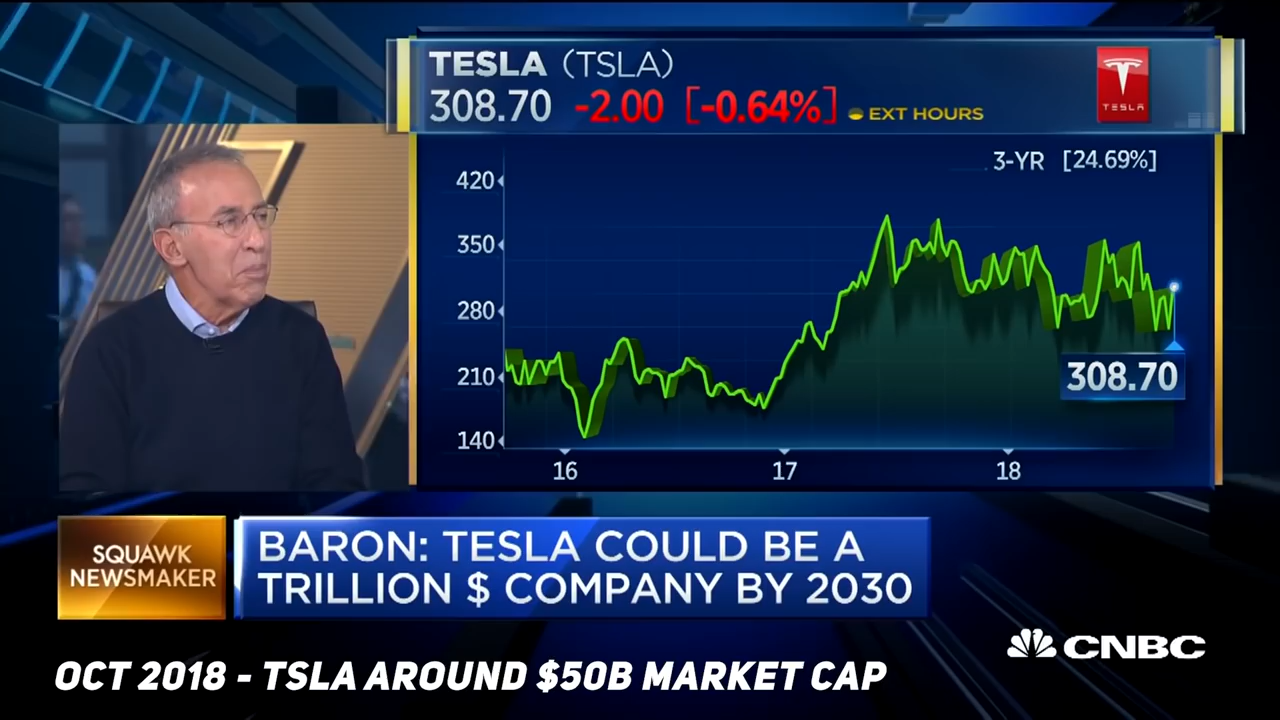 TESLA (TSLA)
308.70 -2.00 [-0.64%] EXT HOURS
TESLA
3-YR [24.69%]
420
350
280
210
140
16 17 18
308.70
SQUAWK
NEWSMAKER
BARON: TESLA COULD BE A
TRILLION $ COMPANY BY 2030
CNBC
OCT 2018 - TSLA AROUND $50B MARKET CAP